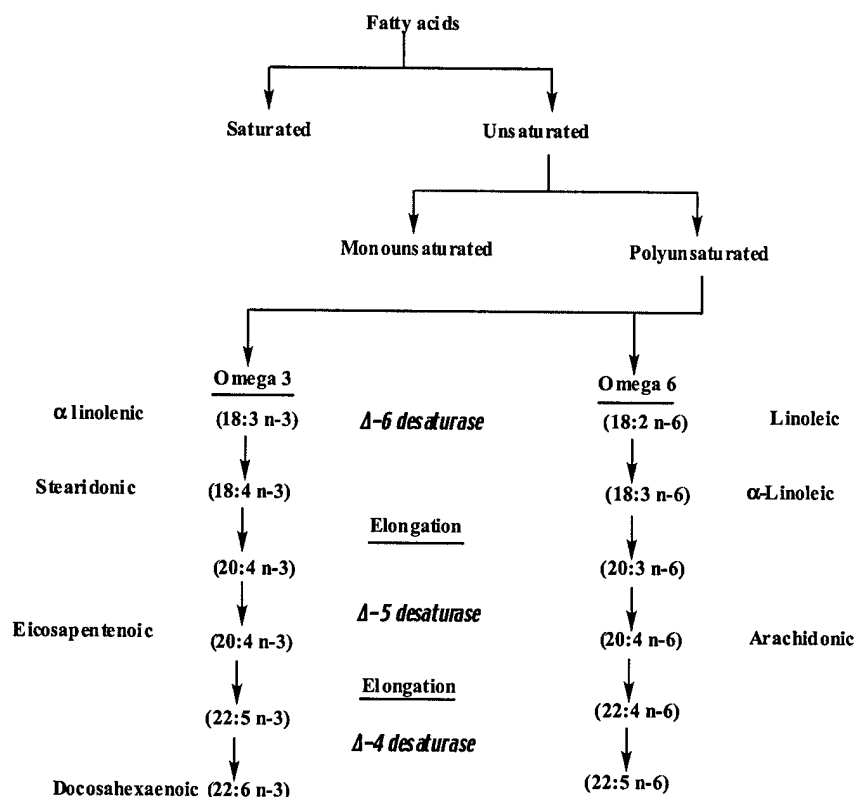 Fatty acids
Saturated Unsaturated
Monounsaturated Polyunsaturated
Omega 3 Omega 6
α linolenic (18:3 n-3) Δ-6 desaturase (18:2 n-6) Linoleic
Stearidonic (18:4 n-3) (18:3 n-6) α-Linoleic
Elongation
(20:4 n-3) (20:3 n-6)
Δ-5 desaturase
Eicosapentenoic (20:4 n-3) (20:4 n-6) Arachidonic
Elongation
(22:5 n-3) (22:4 n-6)
Δ-4 desaturase
Docosahexaenoic (22:6 n-3) (22:5 n-6)